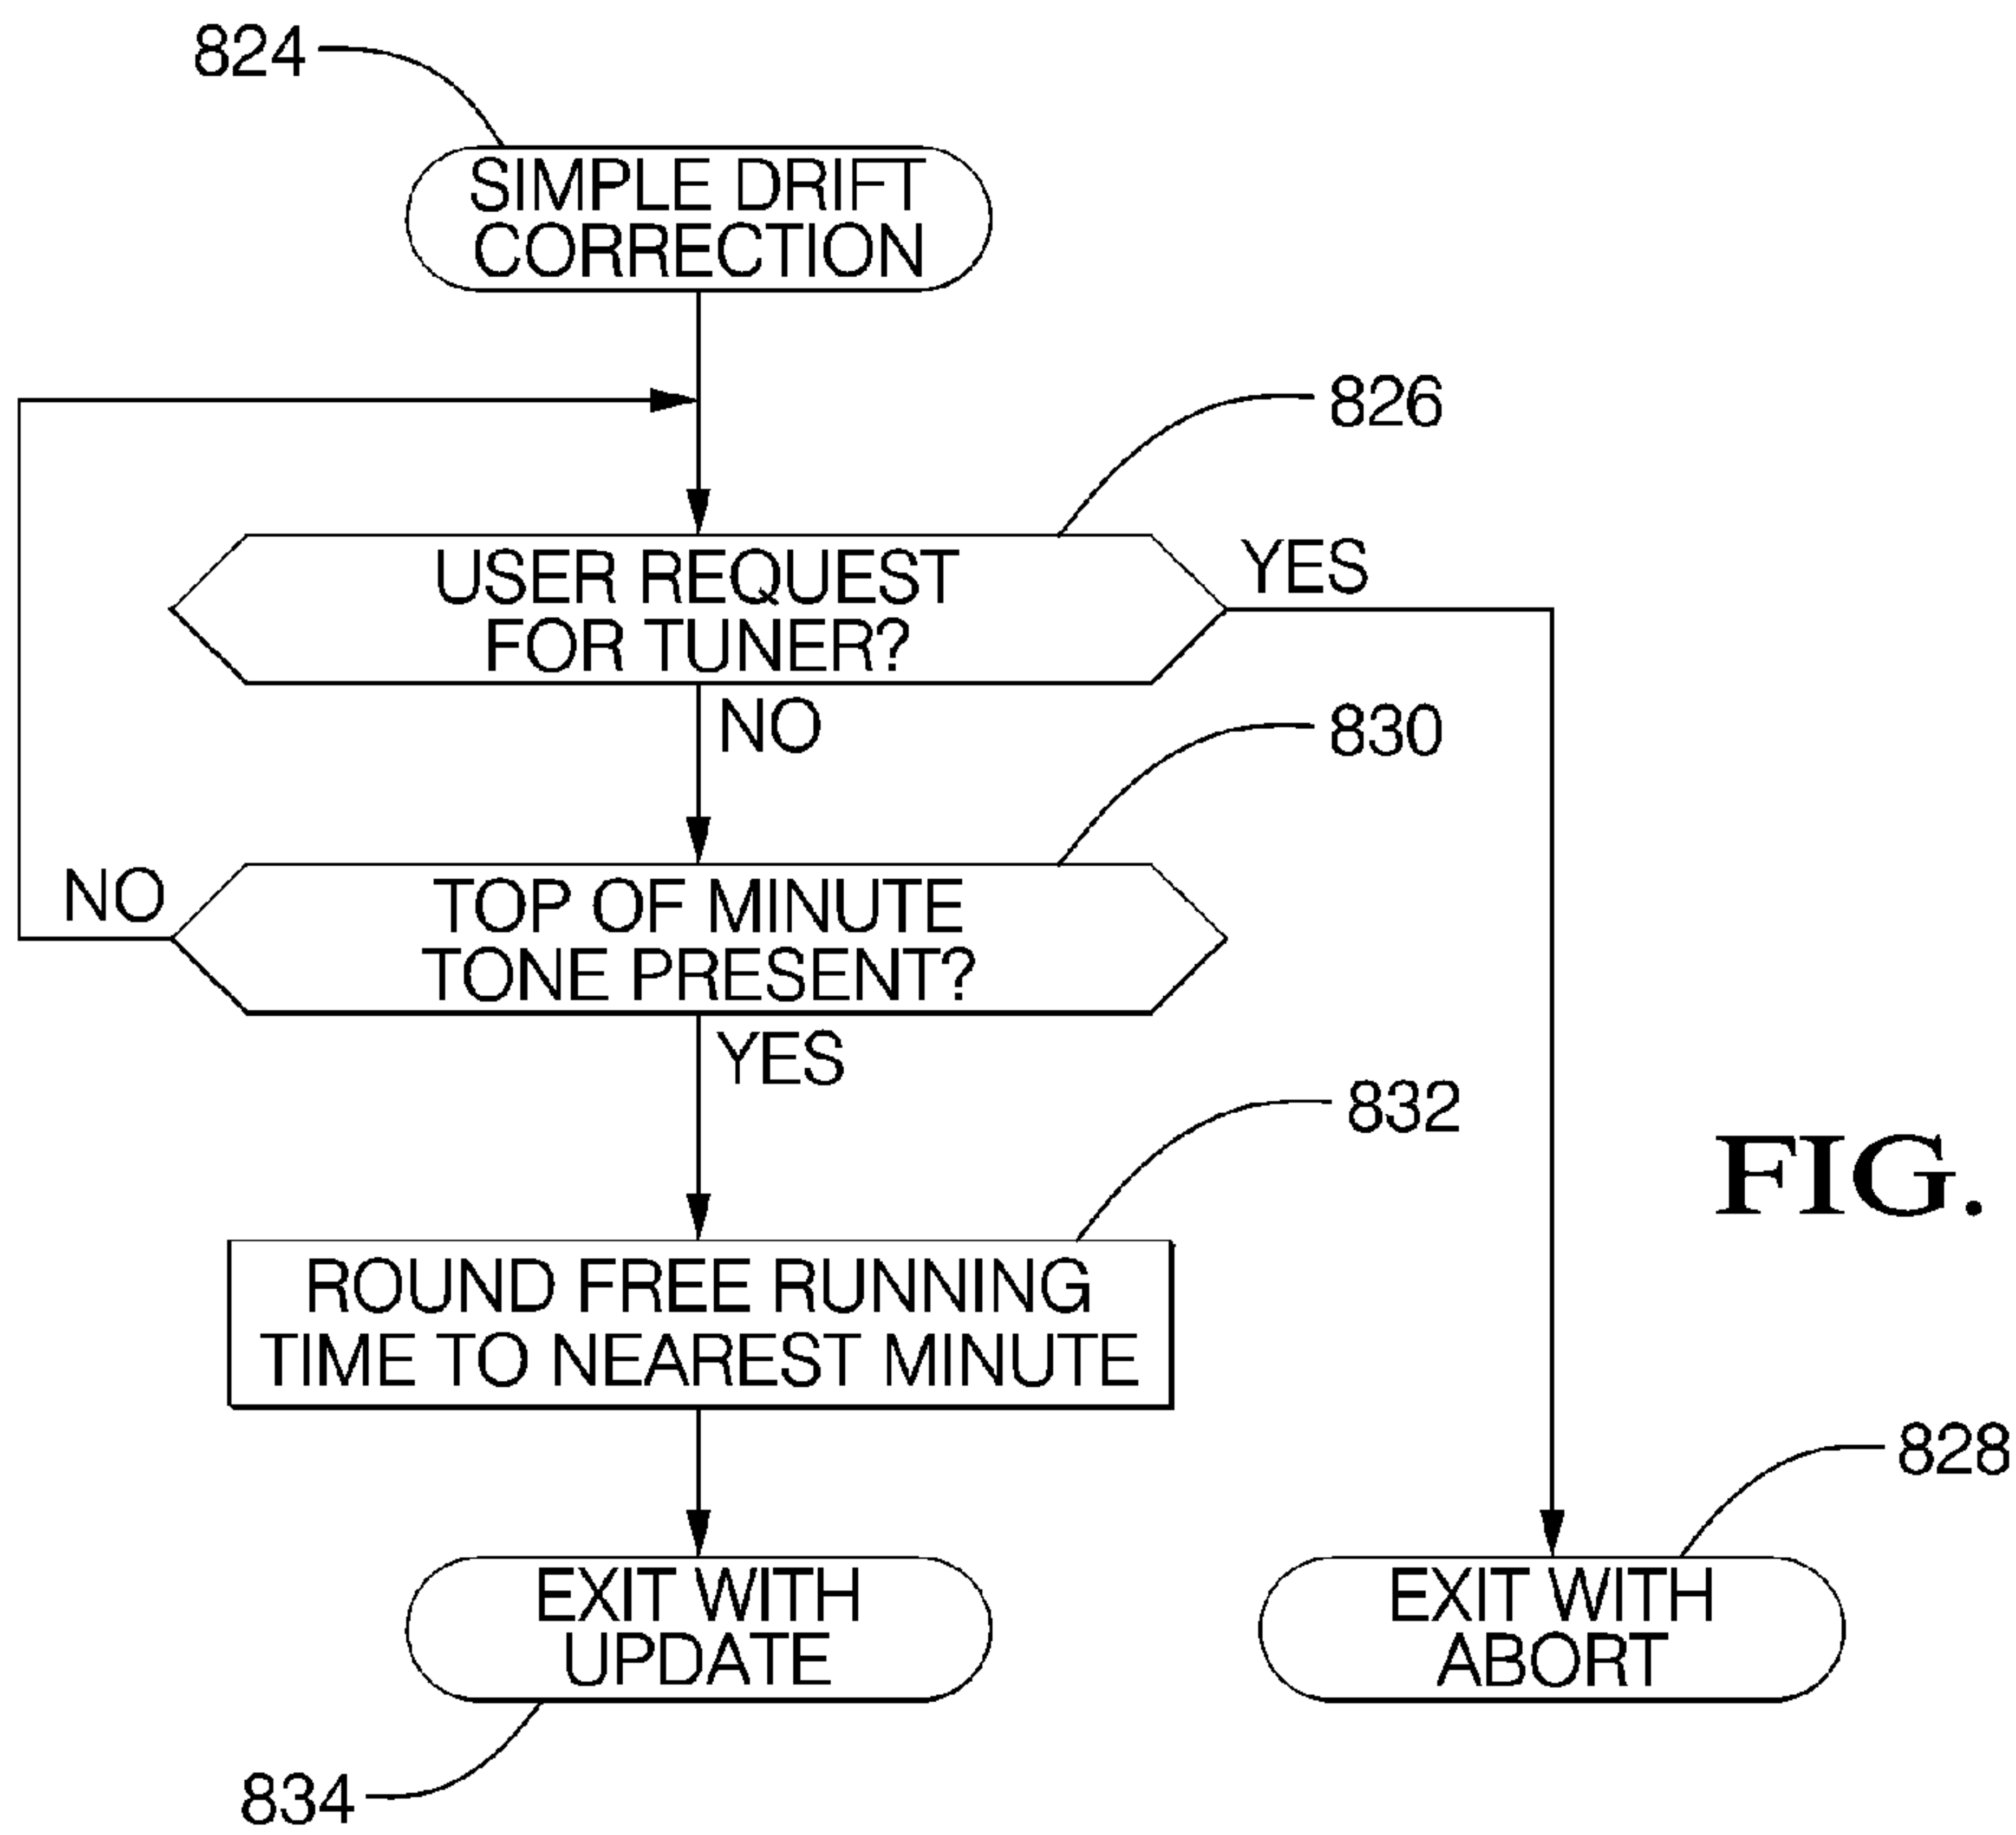 824
SIMPLE DRIFT
CORRECTION
826
USER REQUEST
FOR TUNER?
YES
NO
830
NO
TOP OF MINUTE
TONE PRESENT?
YES
832
FIG.
ROUND FREE RUNNING
TIME TO NEAREST MINUTE
828
EXIT WITH
UPDATE
EXIT WITH
ABORT
834